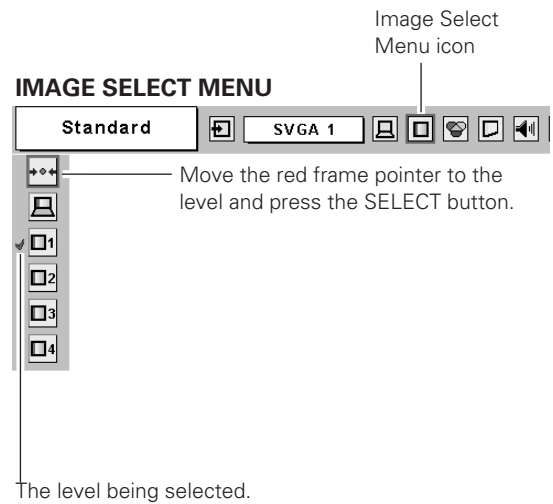 Image Select
Menu icon
IMAGE SELECT MENU
Standard
SVGA 1
Move the red frame pointer to the
level and press the SELECT button.
1
2
3
4
The level being selected.